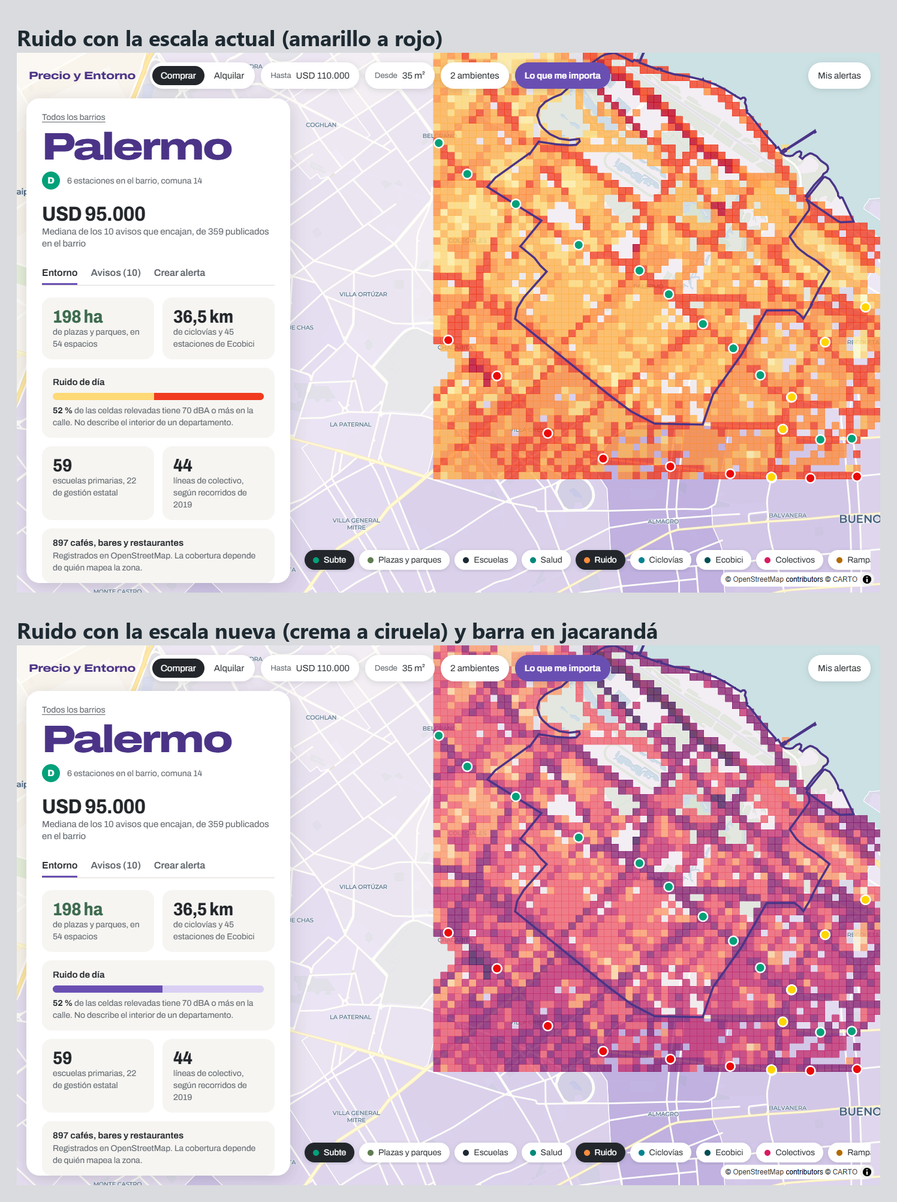 Ruido con la escala actual (amarillo a rojo)
Precio y Entorno
Comprar Alquilar
Hasta USD 110.000
Desde 35 m²
2 ambientes
Lo que me importa
Mis alertas
Todos los barrios
Palermo
D 6 estaciones en el barrio, comuna 14
USD 95.000
Mediana de los 10 avisos que encajan, de 359 publicados
en el barrio
Entorno Avisos (10) Crear alerta
198 ha
de plazas y parques, en
54 espacios
36,5 km
de ciclovías y 45
estaciones de Ecobici
Ruido de día
52 % de las celdas relevadas tiene 70 dBA o más en la
calle. No describe el interior de un departamento.
59
escuelas primarias, 22
de gestión estatal
44
líneas de colectivo,
según recorridos de
2019
897 cafés, bares y restaurantes
Registrados en OpenStreetMap. La cobertura depende
de quién mapea la zona.
COGHLAN
VILLA ORTÚZAR
E CHAS
LA PATERNAL
VILLA GENERAL
MITRE
ALMAGRO
BALVANERA
BUENO
MONTE CASTRO
Subte Plazas y parques Escuelas Salud Ruido Ciclovías Ecobici Colectivos Ramp
© OpenStreetMap contributors © CARTO
Ruido con la escala nueva (crema a ciruela) y barra en jacarandá
Precio y Entorno
Comprar Alquilar
Hasta USD 110.000
Desde 35 m²
2 ambientes
Lo que me importa
Mis alertas
Todos los barrios
Palermo
D 6 estaciones en el barrio, comuna 14
USD 95.000
Mediana de los 10 avisos que encajan, de 359 publicados
en el barrio
Entorno Avisos (10) Crear alerta
198 ha
de plazas y parques, en
54 espacios
36,5 km
de ciclovías y 45
estaciones de Ecobici
Ruido de día
52 % de las celdas relevadas tiene 70 dBA o más en la
calle. No describe el interior de un departamento.
59
escuelas primarias, 22
de gestión estatal
44
líneas de colectivo,
según recorridos de
2019
897 cafés, bares y restaurantes
Registrados en OpenStreetMap. La cobertura depende
de quién mapea la zona.
COGHLAN
VILLA ORTÚZAR
E CHAS
LA PATERNAL
VILLA GENERAL
MITRE
ALMAGRO
BALVANERA
BUENO
MONTE CASTRO
Subte Plazas y parques Escuelas Salud Ruido Ciclovías Ecobici Colectivos Ramp
© OpenStreetMap contributors © CARTO